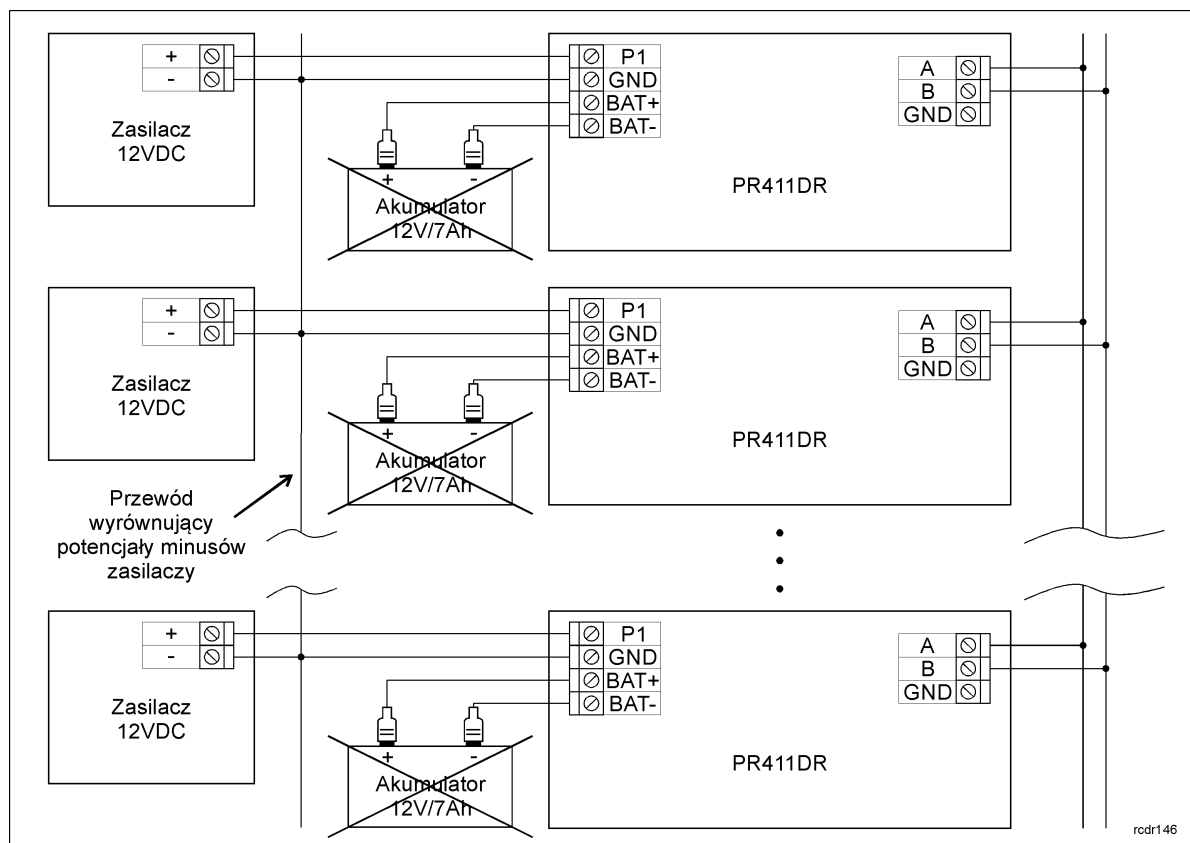 +
-
Zasilacz
12VDC
P1
GND
BAT+
BAT-
+ -
Akumulator
12V/7Ah
PR411DR
A
B
GND
+
-
Zasilacz
12VDC
P1
GND
BAT+
BAT-
+ -
Akumulator
12V/7Ah
PR411DR
A
B
GND
Przewód
wyrównujący
potencjały minusów
zasilaczy
+
-
Zasilacz
12VDC
P1
GND
BAT+
BAT-
+ -
Akumulator
12V/7Ah
PR411DR
A
B
GND
rcdr146